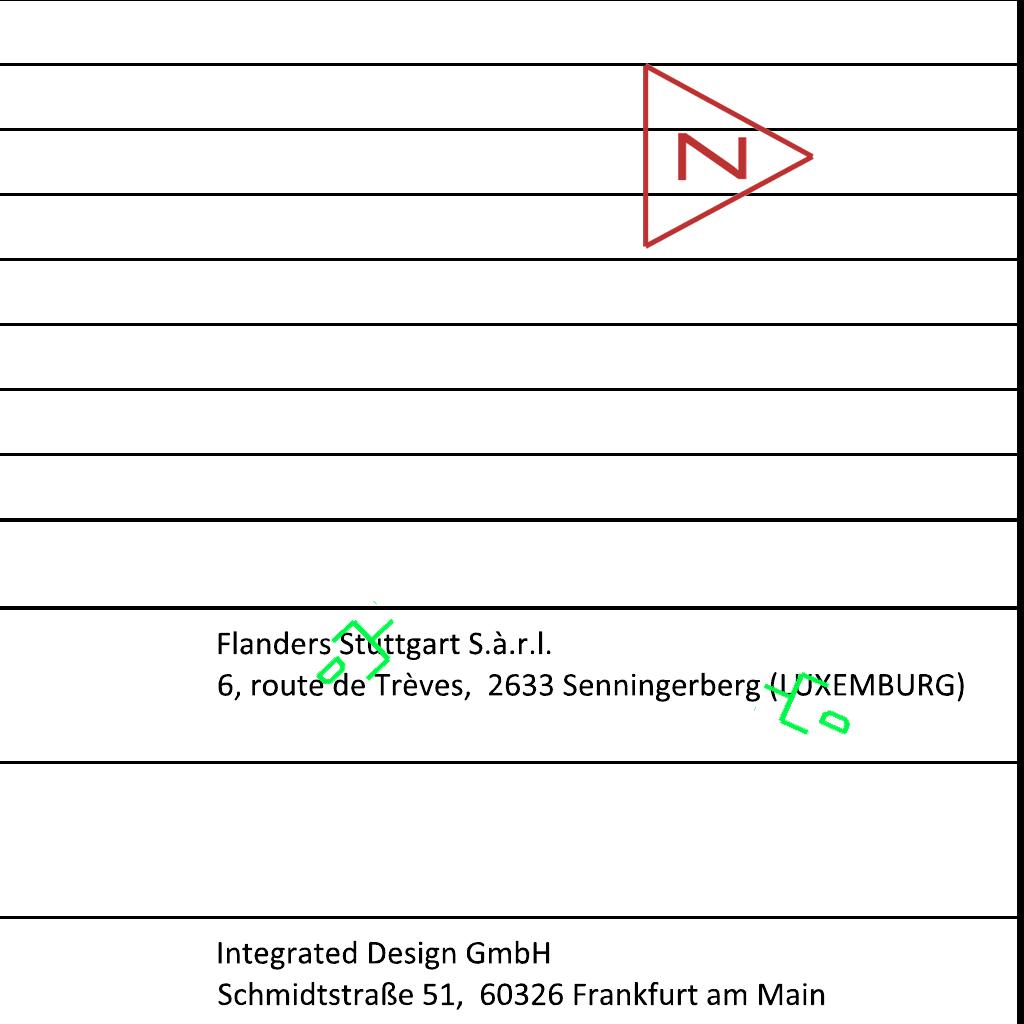 N
Flanders Stuttgart S.à.r.l.
6, route de Trèves,  2633 Senningerberg (LUXEMBURG)
Integrated Design GmbH
Schmidtstraße 51,  60326 Frankfurt am Main